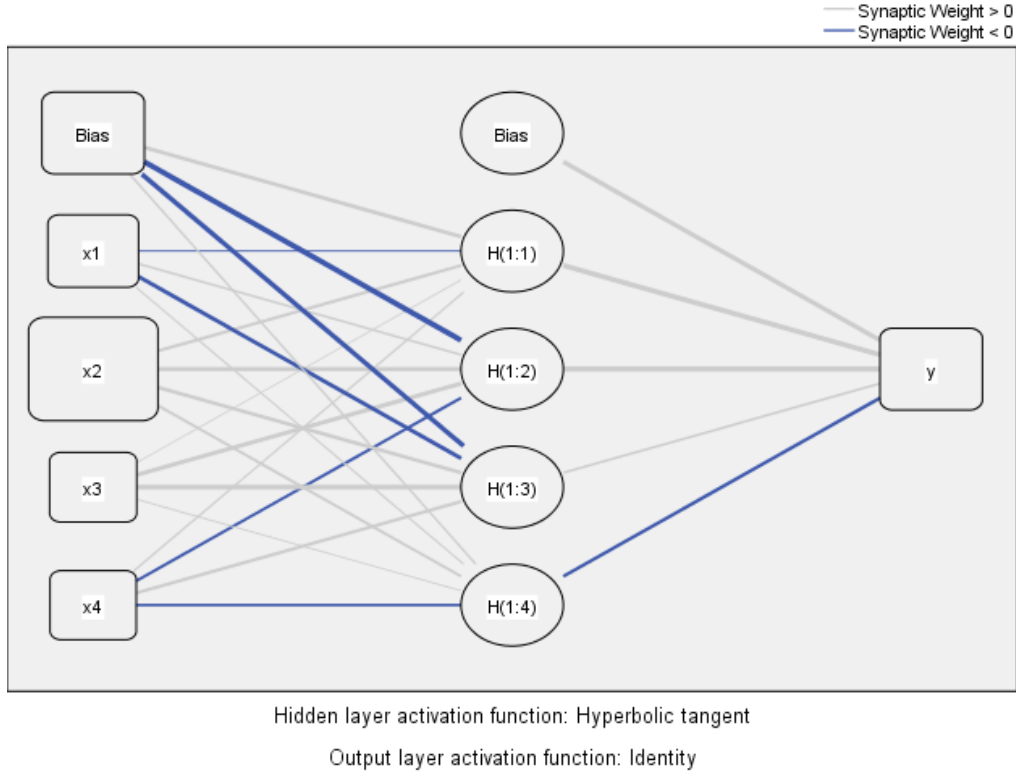 Synaptic Weight > 0
Synaptic Weight < 0
Bias
Bias
x1
H(1:1)
x2
H(1:2)
y
x3
H(1:3)
x4
H(1:4)
Hidden layer activation function: Hyperbolic tangent
Output layer activation function: Identity